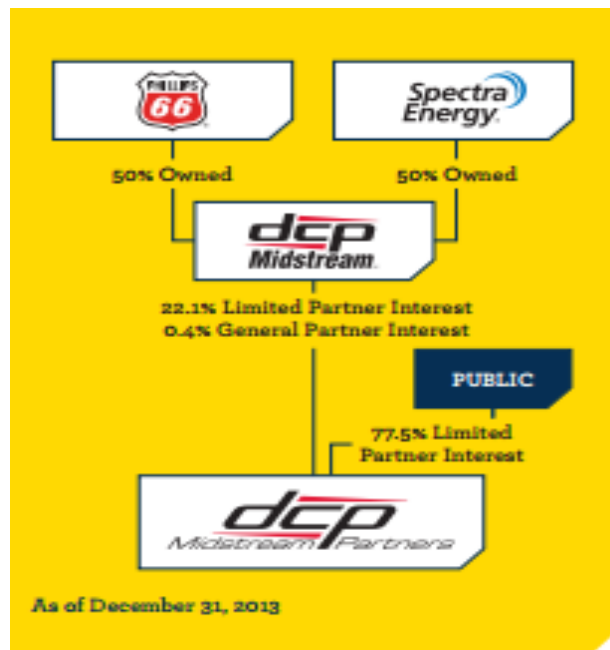 PHILLIPS
66
Spectra
Energy.
50% Owned
50% Owned
dcp
Midstream.
22.1% Limited Partner Interest
0.4% General Partner Interest
PUBLIC
77.5% Limited
Partner Interest
dcp
Midstream Partners
As of December 31, 2013